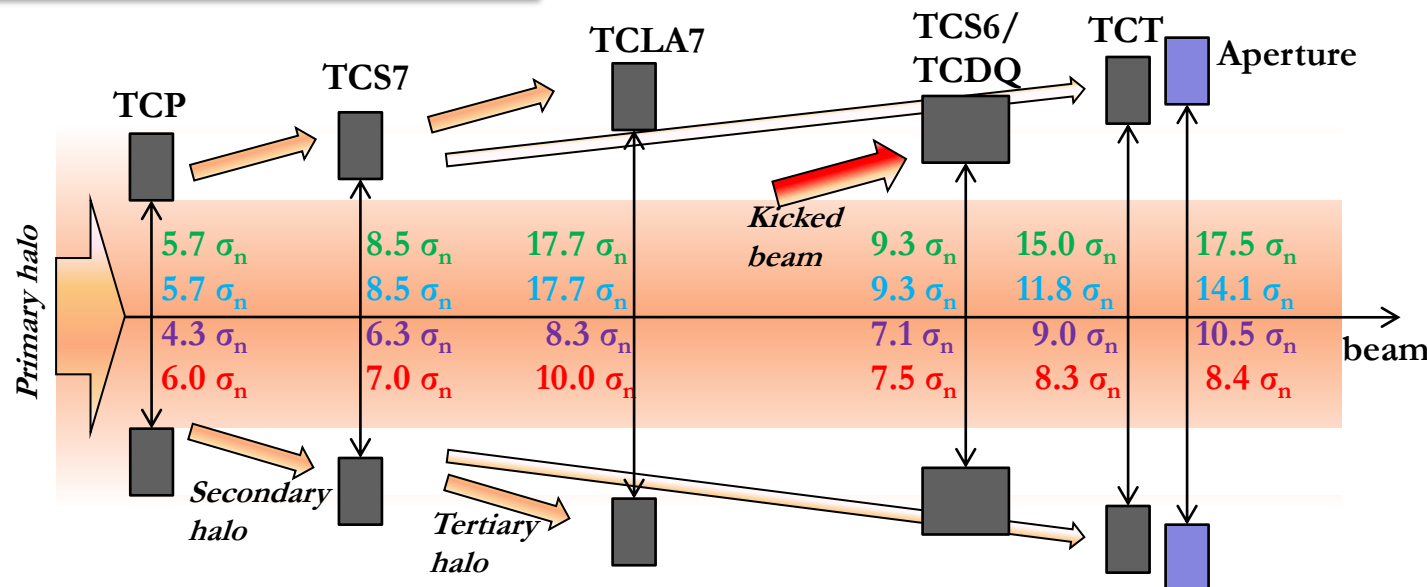 TCP
TCS7
TCLA7
TCS6/
TCDQ
TCT
Aperture
Primary halo
Kicked
beam
5.7 σn 8.5 σn 17.7 σn 9.3 σn 15.0 σn 17.5 σn
5.7 σn 8.5 σn 17.7 σn 9.3 σn 11.8 σn 14.1 σn
4.3 σn 6.3 σn 8.3 σn 7.1 σn 9.0 σn 10.5 σn
6.0 σn 7.0 σn 10.0 σn 7.5 σn 8.3 σn 8.4 σn
beam
Secondary
halo
Tertiary
halo